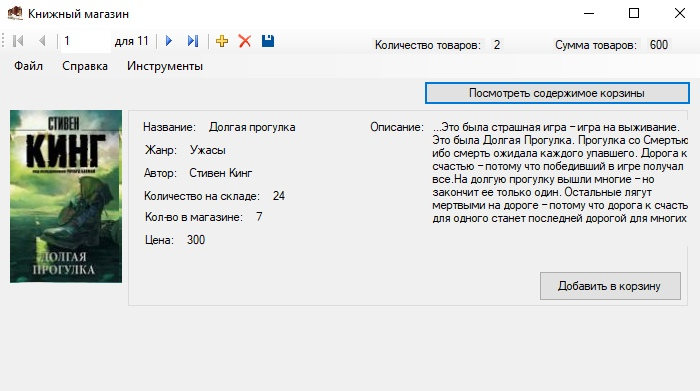 Книжный магазин
1 для 11 Количество товаров: 2 Сумма товаров: 600
Файл Справка Инструменты
Посмотреть содержимое корзины
СТИВЕН
КИНГ
ДОЛГАЯ
ПРОГУЛКА
Название: Долгая прогулка
Жанр: Ужасы
Автор: Стивен Кинг
Количество на складе: 24
Кол-во в магазине: 7
Цена: 300
Описание: ...Это была страшная игра – игра на выживание.
Это была Долгая Прогулка. Прогулка со Смертью
ибо смерть ожидала каждого упавшего. Дорога к
счастью – потому что победивший в игре получал
все.На долгую прогулку вышли многие – но
закончит ее только один. Остальные лягут
мертвыми на дороге – потому что дорога к счасть
для одного станет последней дорогой для многих
Добавить в корзину